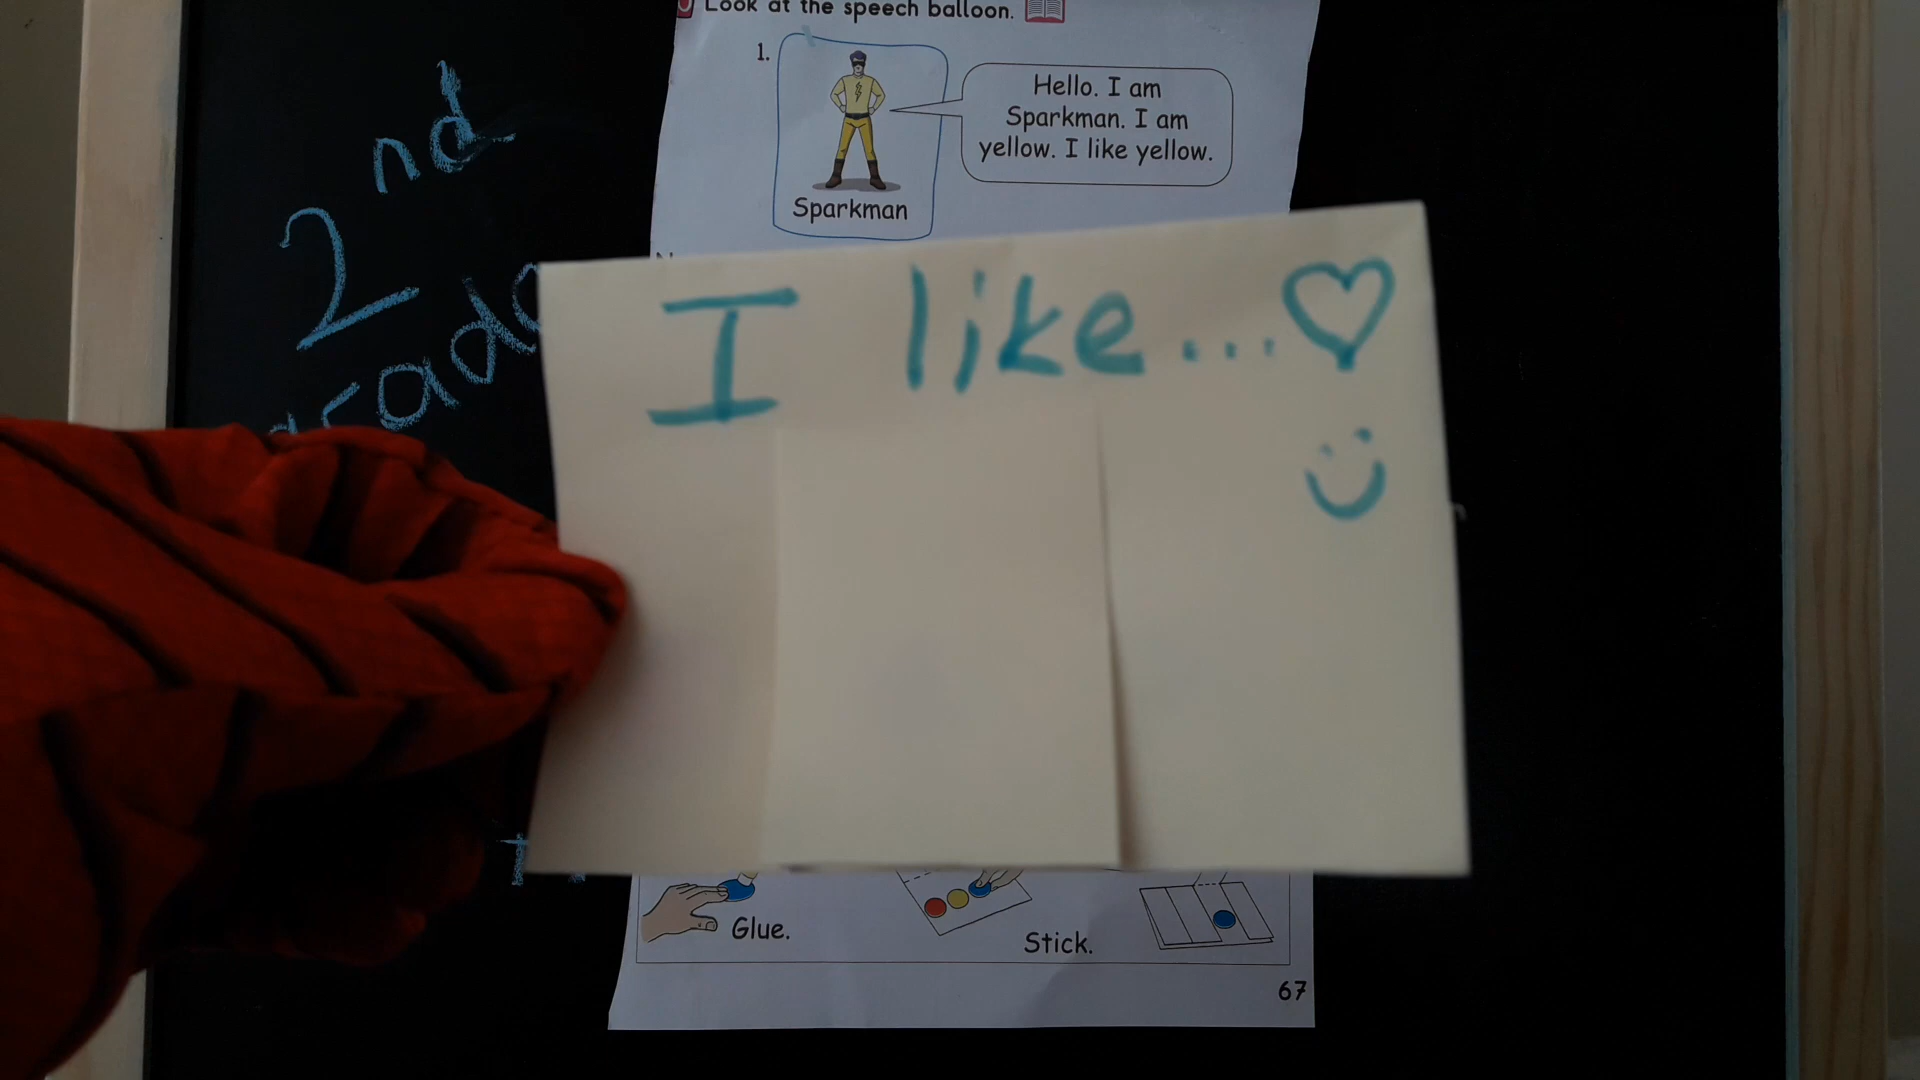 Look at the speech balloon.
1.
Hello. I am
Sparkman. I am
yellow. I like yellow.
Sparkman
2nd
grade
I like...
Glue.
Stick.
67